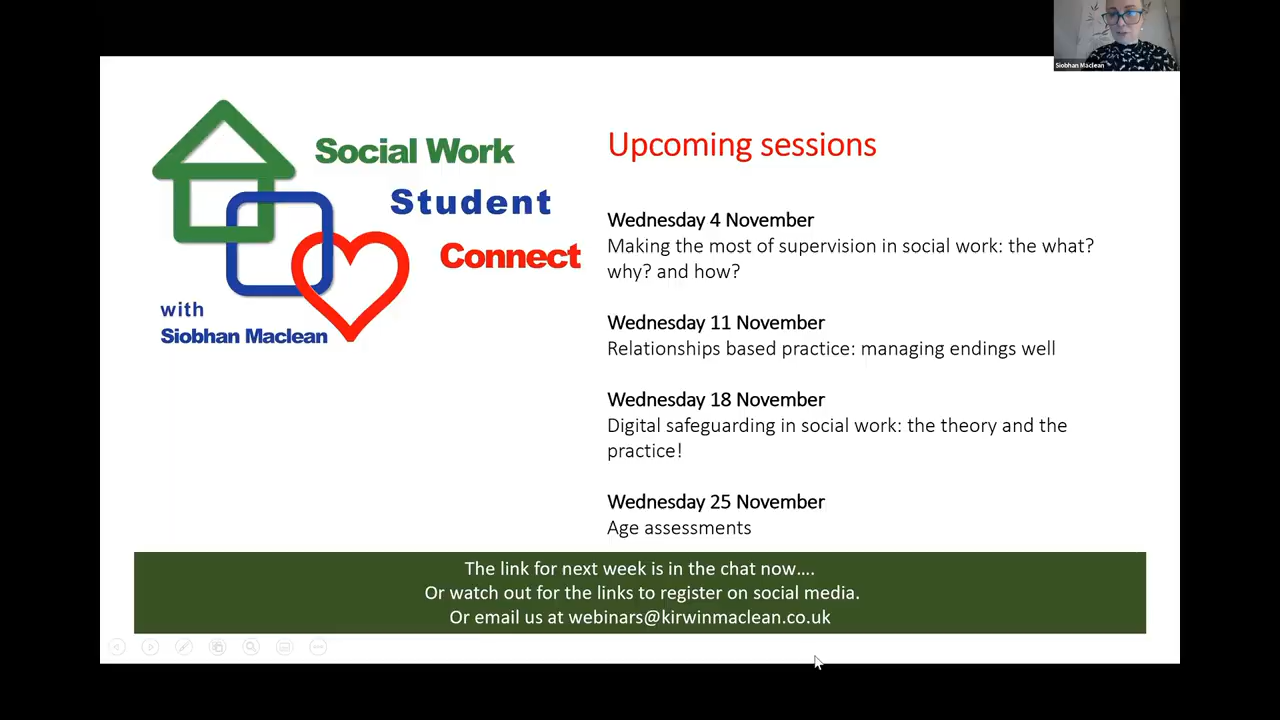 Siobhan Maclean
Social Work
Student
Connect
with
Siobhan Maclean
Upcoming sessions
Wednesday 4 November
Making the most of supervision in social work: the what?
why? and how?
Wednesday 11 November
Relationships based practice: managing endings well
Wednesday 18 November
Digital safeguarding in social work: the theory and the
practice!
Wednesday 25 November
Age assessments
The link for next week is in the chat now....
Or watch out for the links to register on social media.
Or email us at webinars@kirwinmaclean.co.uk